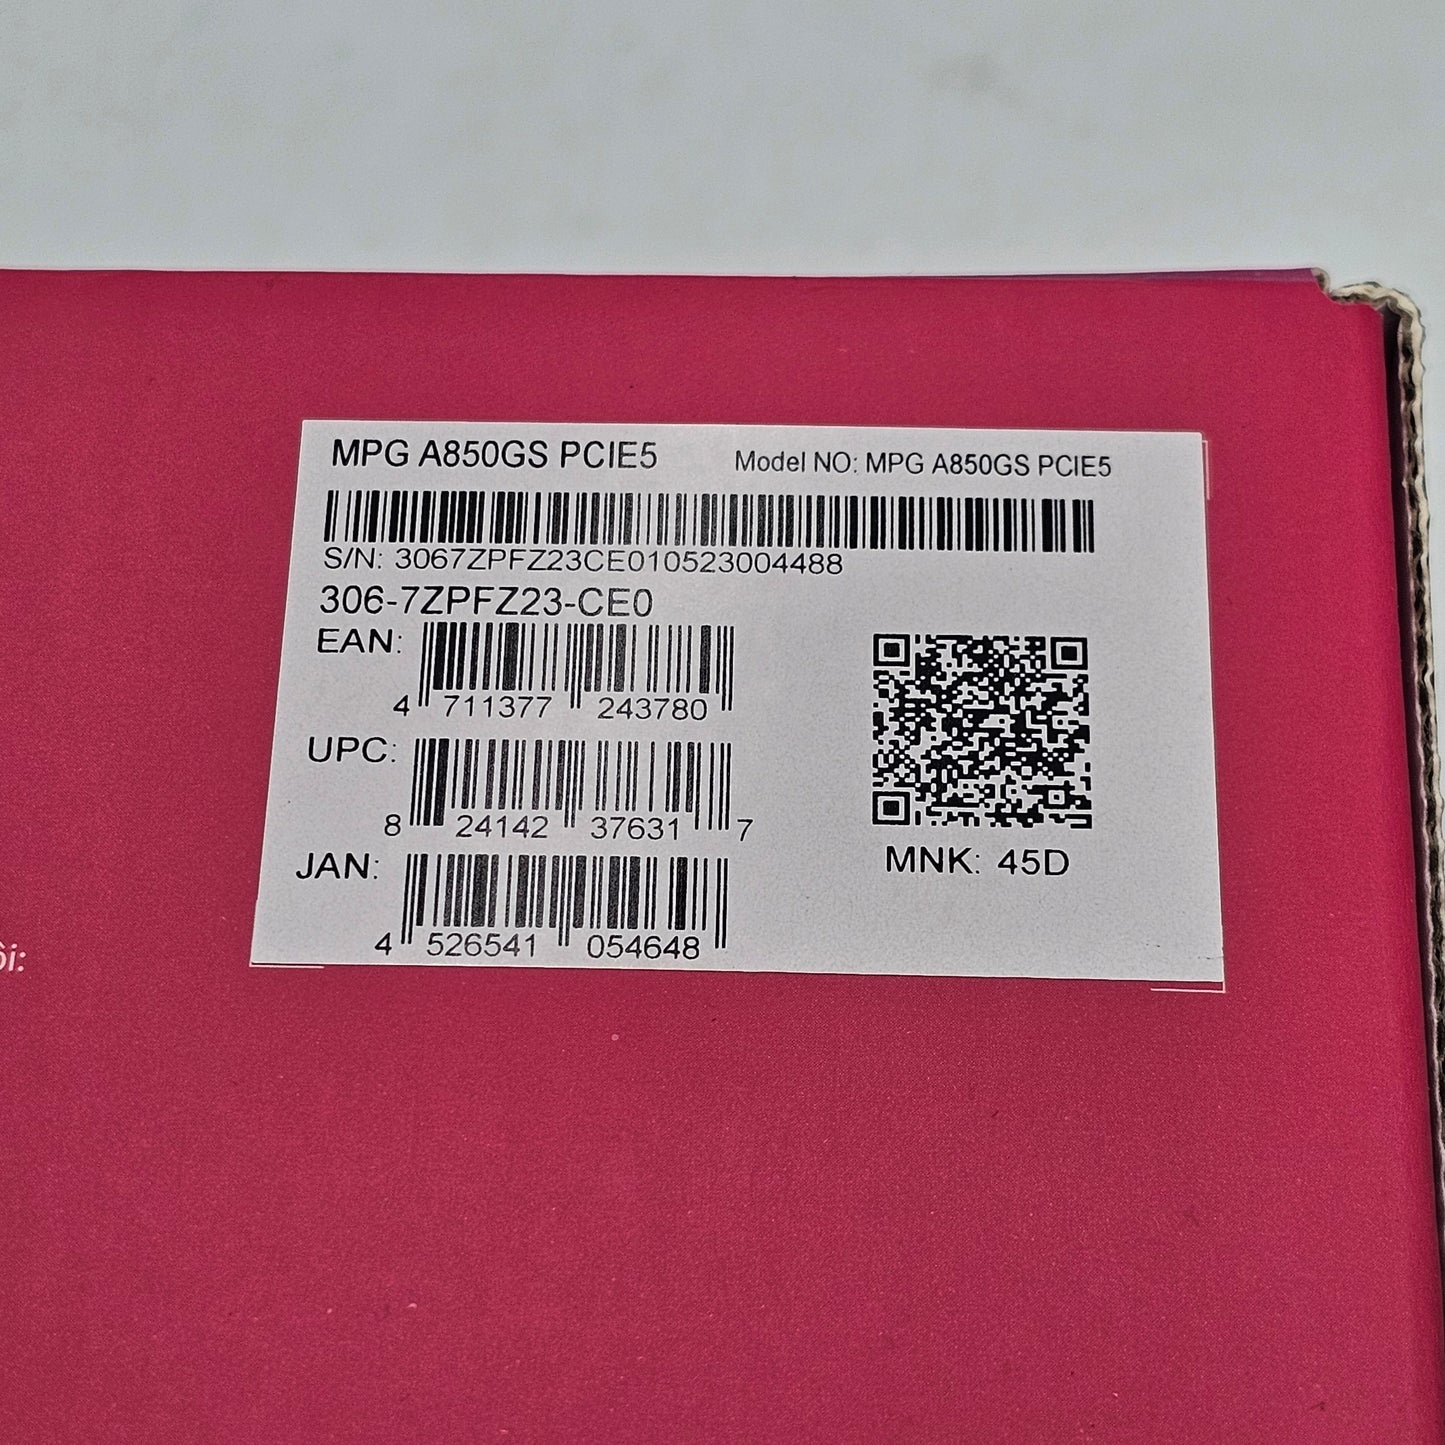 MPG A850GS PCIE5
Model NO: MPG A850GS PCIE5
S/N: 3067ZPFZ23CE010523004488
306-7ZPFZ23-CE0
EAN:
4 711377 243780
UPC:
8 24142 37631 7
JAN:
4 526541 054648
MNK: 45D
ôi: